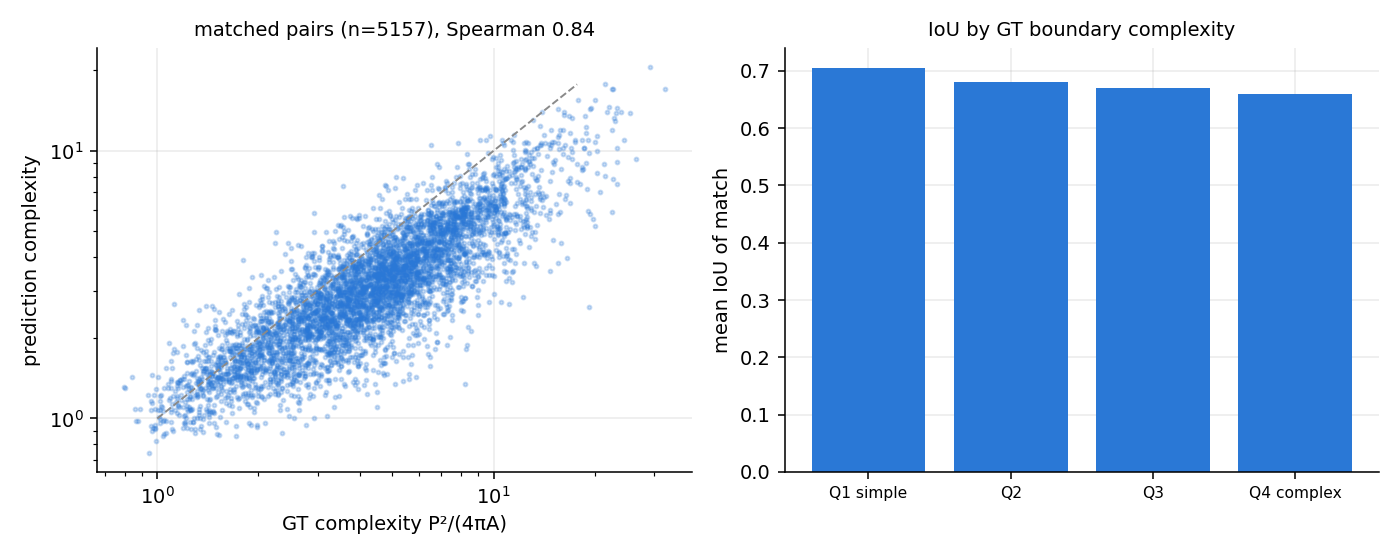 matched pairs (n=5157), Spearman 0.84
prediction complexity
10¹
10⁰
10⁰
10¹
GT complexity P²/(4πA)
IoU by GT boundary complexity
mean IoU of match
0.7
0.6
0.5
0.4
0.3
0.2
0.1
0.0
Q1 simple
Q2
Q3
Q4 complex